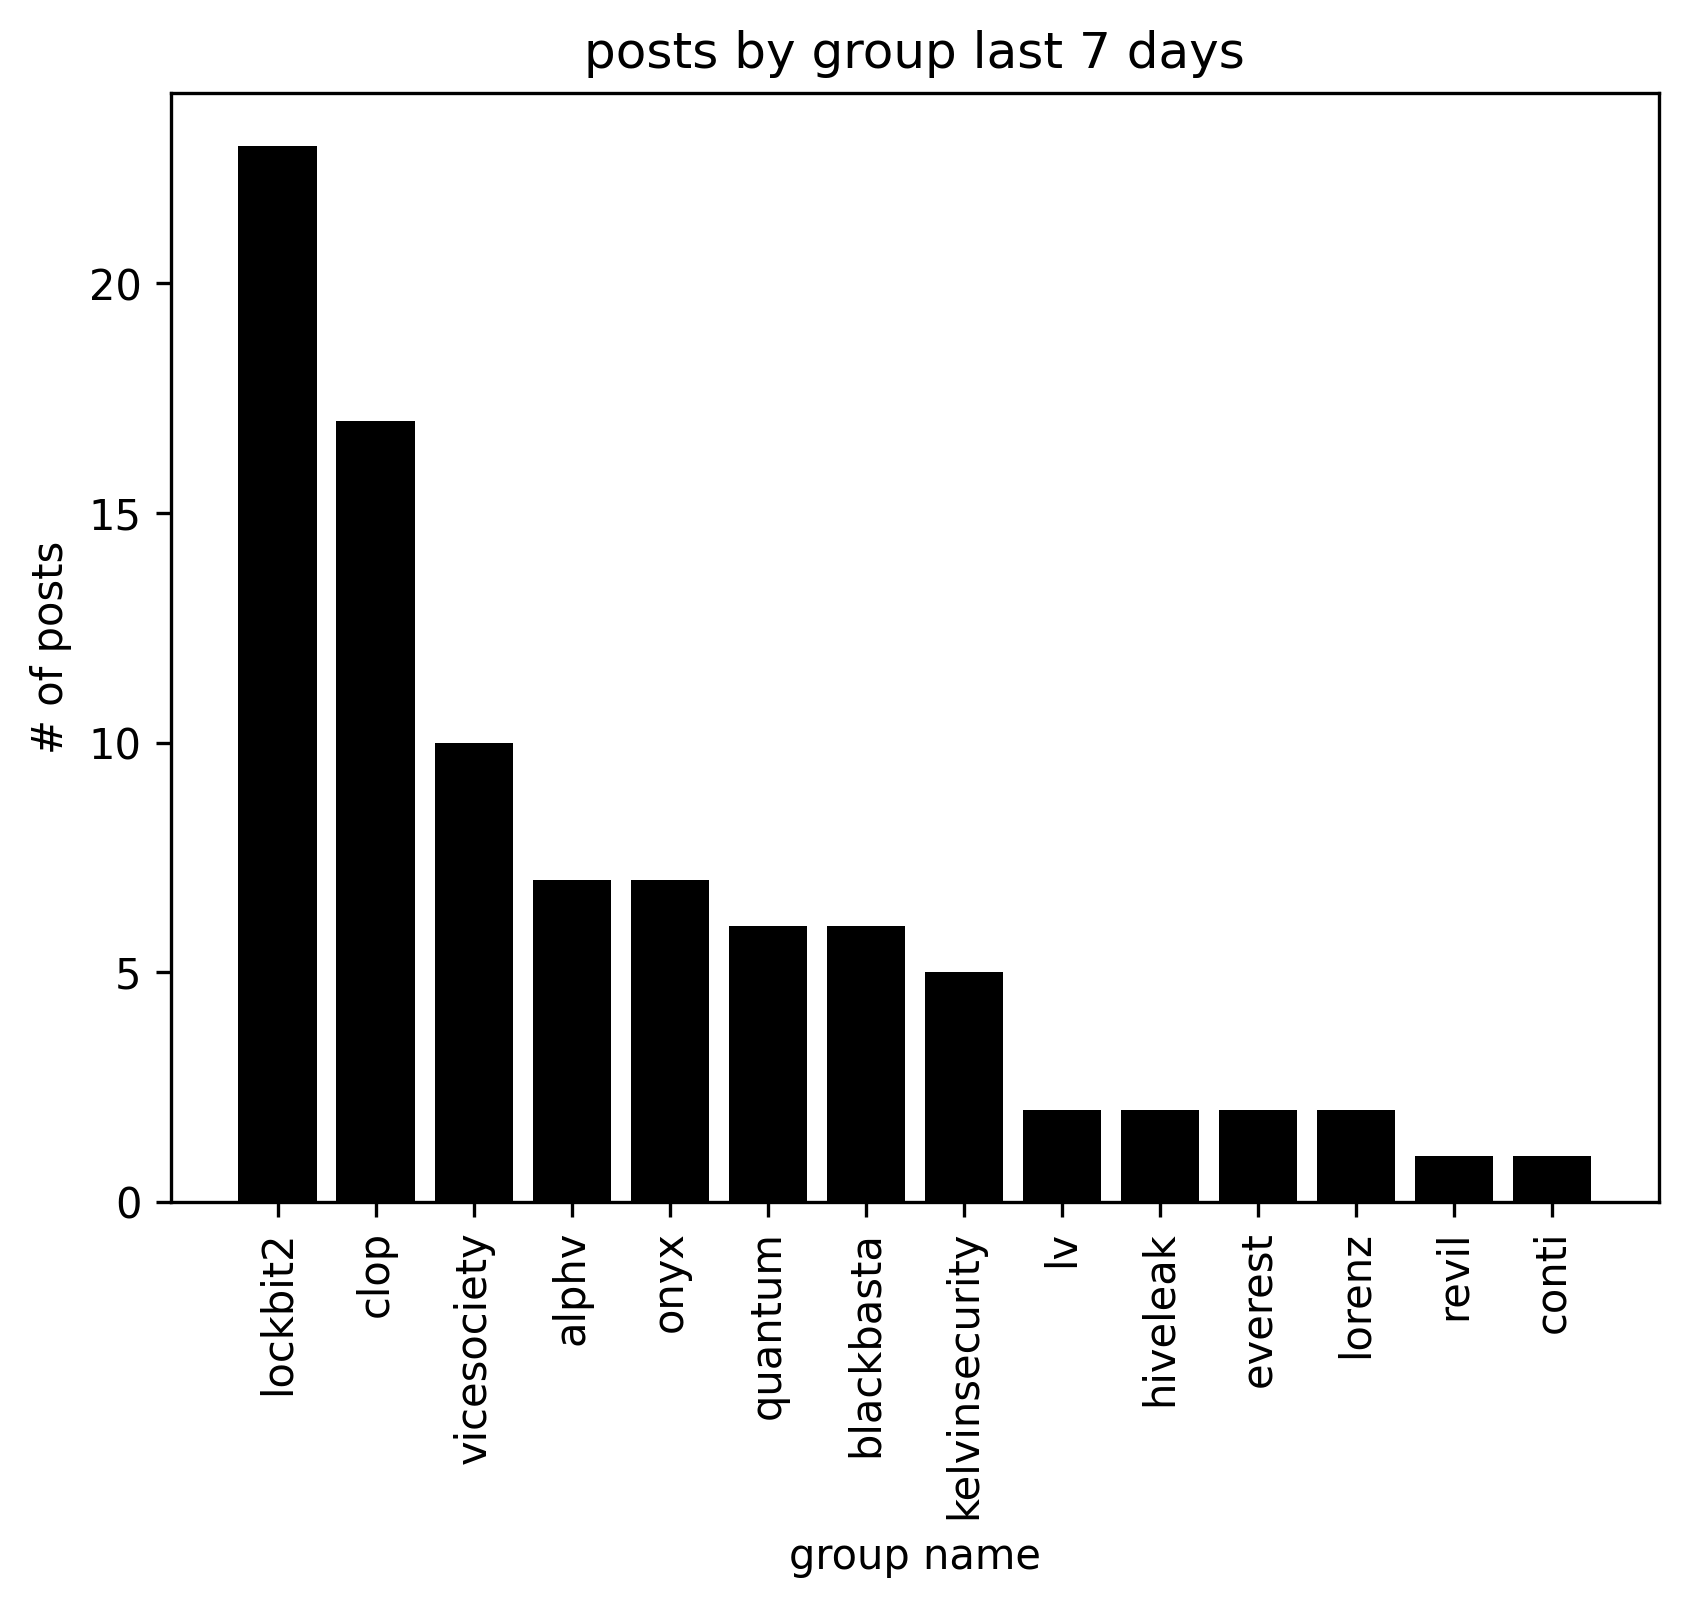 posts by group last 7 days
# of posts
20
15
10
5
0
lockbit2
clop
vicesociety
alphv
onyx
quantum
blackbasta
kelvinsecurity
lv
hiveleak
everest
lorenz
revil
conti
group name